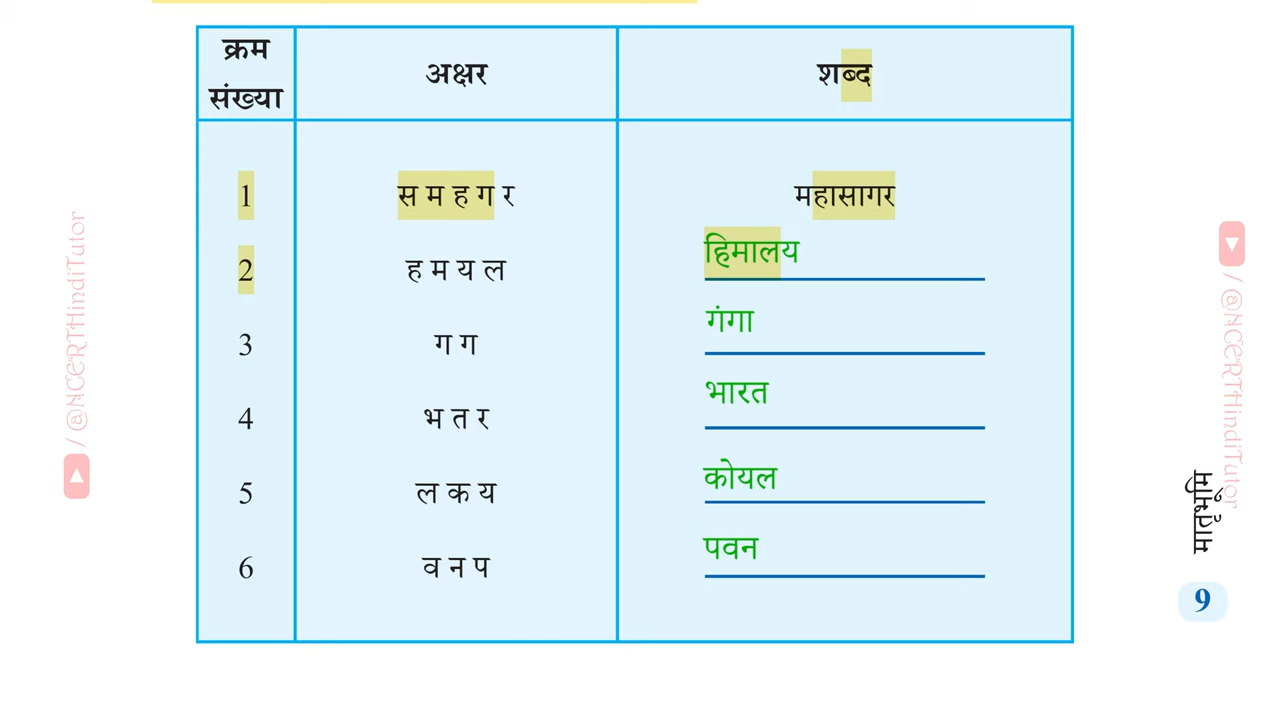 क्रम संख्या अक्षर शब्द
1 स म ह ग र महासागर
2 ह म य ल हिमालय
3 ग ग गंगा
4 भ त र भारत
5 ल क य कोयल
6 व न प पवन
/ @NCERTHindiTutor
/ @NCERTHindiTutor
मातृभूमि
9